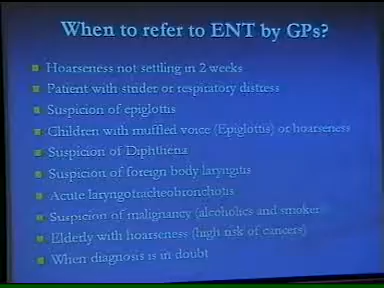 When to refer to ENT by GPs?
Hoarseness not settling in 2 weeks
Patient with stridor or respiratory distress
Suspicion of epiglottis
Children with muffled voice (Epiglottis) or hoarseness
Suspicion of Diphtheria
Suspicion of foreign body laryngitis
Acute laryngotracheobronchotis
Suspicion of malignancy (alcoholics and smoker
Elderly with hoarseness (high risk of cancers)
When diagnosis is in doubt